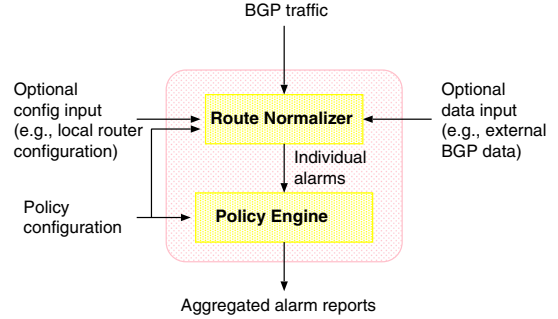 BGP traffic
Optional
config input
(e.g., local router
configuration)
Route Normalizer
Optional
data input
(e.g., external
BGP data)
Individual
alarms
Policy
configuration
Policy Engine
Aggregated alarm reports